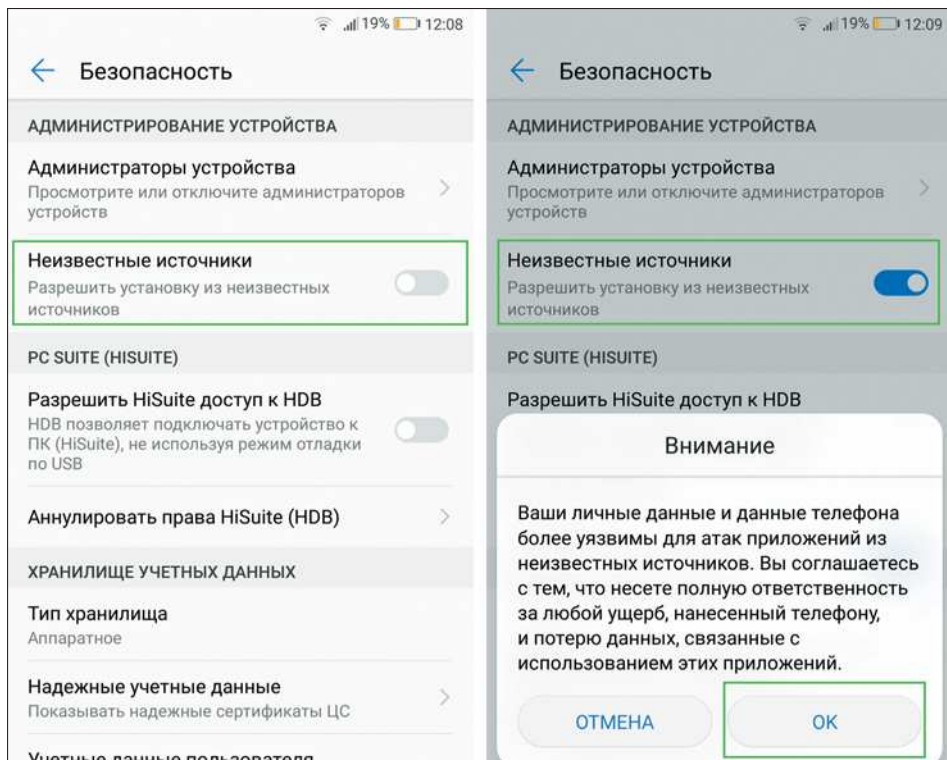 19% 12:08
Безопасность
АДМИНИСТРИРОВАНИЕ УСТРОЙСТВА
Администраторы устройства
Просмотрите или отключите администраторов
устройств
Неизвестные источники
Разрешить установку из неизвестных
источников
PC SUITE (HISUITE)
Разрешить HiSuite доступ к HDB
HDB позволяет подключать устройство к
ПК (HiSuite), не используя режим отладки
по USB
Аннулировать права HiSuite (HDB)
ХРАНИЛИЩЕ УЧЕТНЫХ ДАННЫХ
Тип хранилища
Аппаратное
Надежные учетные данные
Показывать надежные сертификаты ЦС
Учетные данные пользователя
19% 12:09
Безопасность
АДМИНИСТРИРОВАНИЕ УСТРОЙСТВА
Администраторы устройства
Просмотрите или отключите администраторов
устройств
Неизвестные источники
Разрешить установку из неизвестных
источников
PC SUITE (HISUITE)
Разрешить HiSuite доступ к HDB
Внимание
Ваши личные данные и данные телефона
более уязвимы для атак приложений из
неизвестных источников. Вы соглашаетесь
с тем, что несете полную ответственность
за любой ущерб, нанесенный телефону,
и потерю данных, связанные с
использованием этих приложений.
ОТМЕНА
ОК